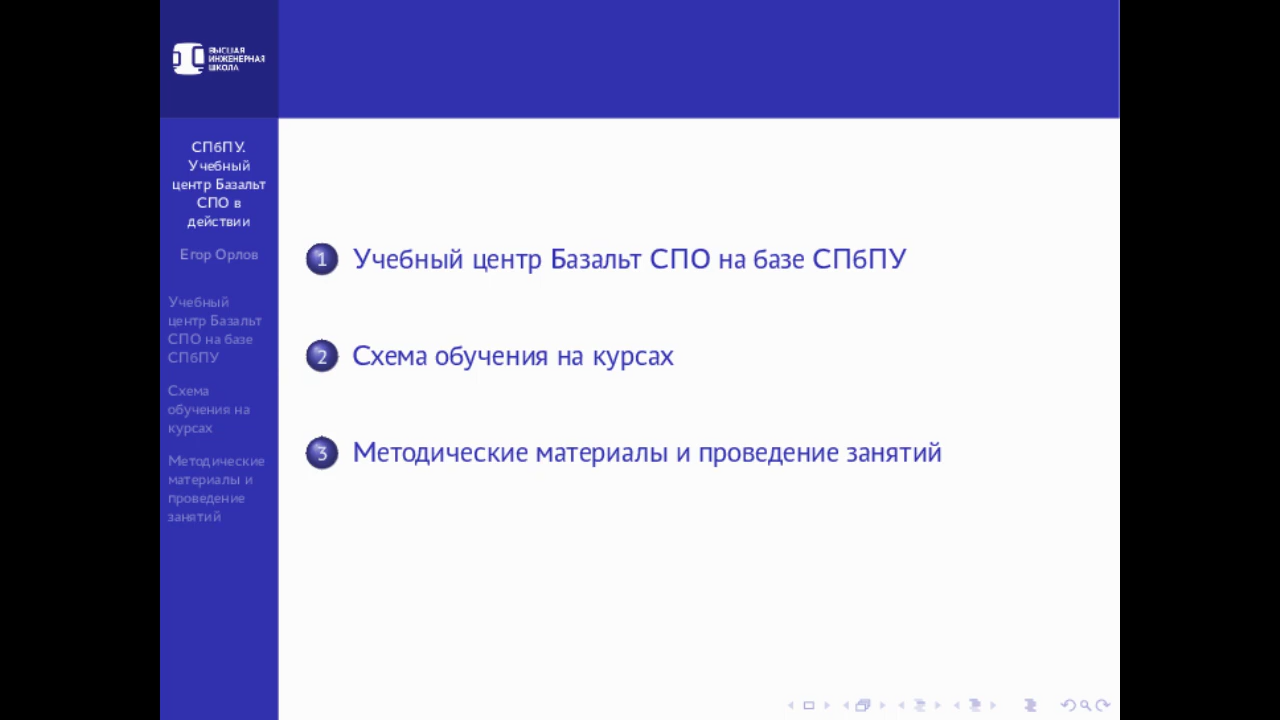 ВЫСШАЯ
ИНЖЕНЕРНАЯ
ШКОЛА
СПбПУ.
Учебный
центр Базальт
СПО в
действии
Егор Орлов
Учебный
центр Базальт
СПО на базе
СПбПУ
Схема
обучения на
курсах
Методические
материалы и
проведение
занятий
1 Учебный центр Базальт СПО на базе СПбПУ
2 Схема обучения на курсах
3 Методические материалы и проведение занятий